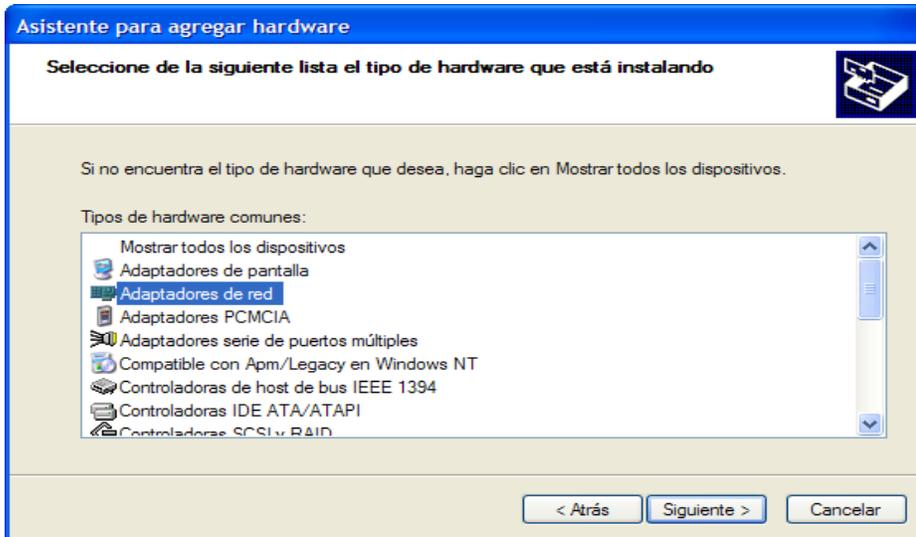 Asistente para agregar hardware
Seleccione de la siguiente lista el tipo de hardware que está instalando
Si no encuentra el tipo de hardware que desea, haga clic en Mostrar todos los dispositivos.
Tipos de hardware comunes:
Mostrar todos los dispositivos
Adaptadores de pantalla
Adaptadores de red
Adaptadores PCMCIA
Adaptadores serie de puertos múltiples
Compatible con Apm/Legacy en Windows NT
Controladoras de host de bus IEEE 1394
Controladoras IDE ATA/ATAPI
Controladoras SCSI y RAID
< Atrás Siguiente > Cancelar